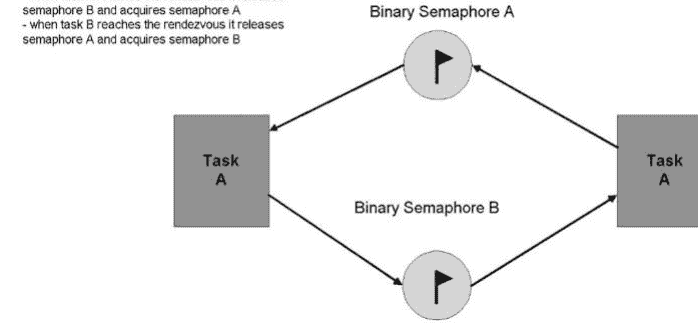 semaphore B and acquires semaphore A
- when task B reaches the rendezvous it releases
semaphore A and acquires semaphore B
Binary Semaphore A
Task
A
Task
A
Binary Semaphore B